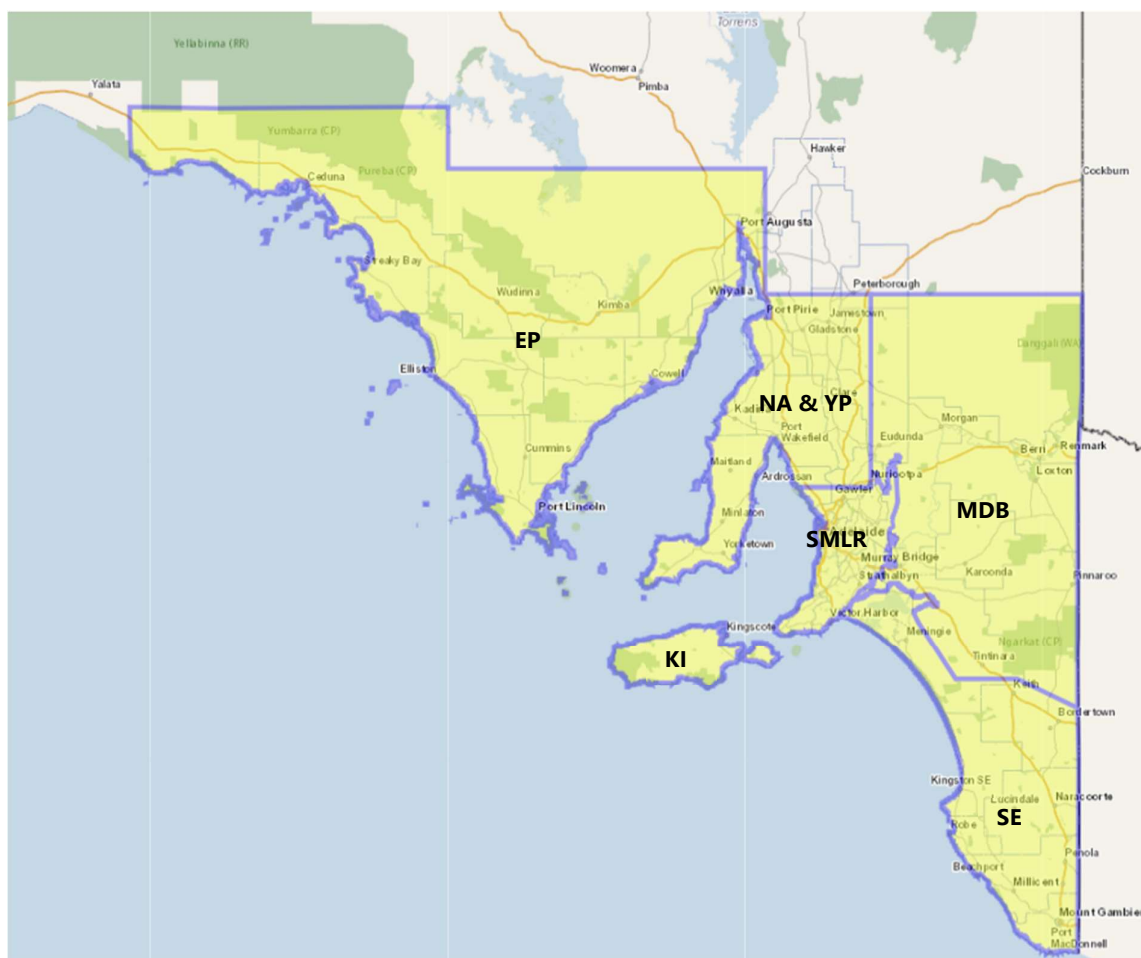 Torrens
Yellabinna (RR)
Woomera
Pimba
Yalata
Yumbarra (CP)
Hawker
Pureba (CP)
Cockburn
Ceduna
Port Augusta
Streaky Bay
Peterborough
Whyalla
Wudinna
Kimba
Port Pirie
Jamestown
Gladstone
EP
Danggali (WA)
Elliston
Cowell
Clare
NA & YP
Kadina
Morgan
Port
Wakefield
Eudunda
Cummins
Berri
Renmark
Maitland
Loxton
Ardrossan
Nuriootpa
Gawler
Port Lincoln
Minlaton
MDB
Adelaide
SMLR
Yorketown
Murray Bridge
Strathalbyn
Karoonda
Pinnaroo
Victor Harbor
Kingscote
Meningie
Ngarkat (CP)
KI
Tintinara
Keith
Bordertown
Kingston SE
Lucindale
Naracoorte
SE
Robe
Penola
Beachport
Millicent
Mount Gambier
Port
MacDonnell